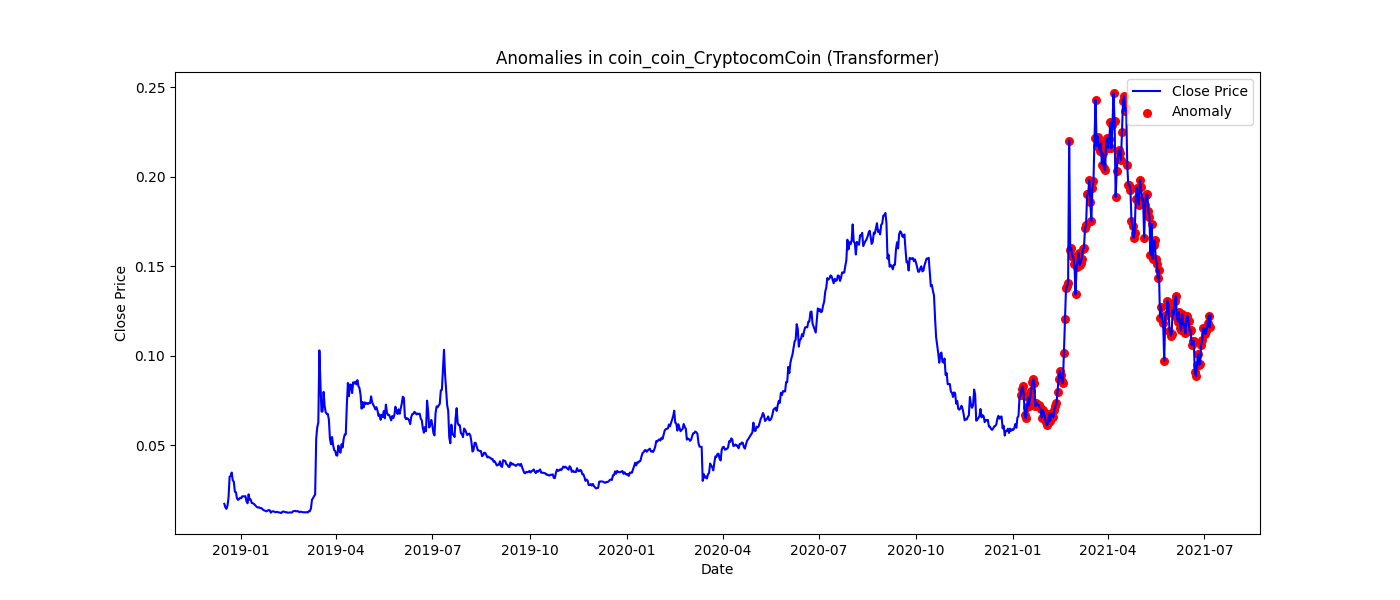 Anomalies in coin_coin_CryptocomCoin (Transformer)
Close Price
Anomaly
0.25
0.20
0.15
0.10
0.05
Close Price
2019-01 2019-04 2019-07 2019-10 2020-01 2020-04 2020-07 2020-10 2021-01 2021-04 2021-07
Date